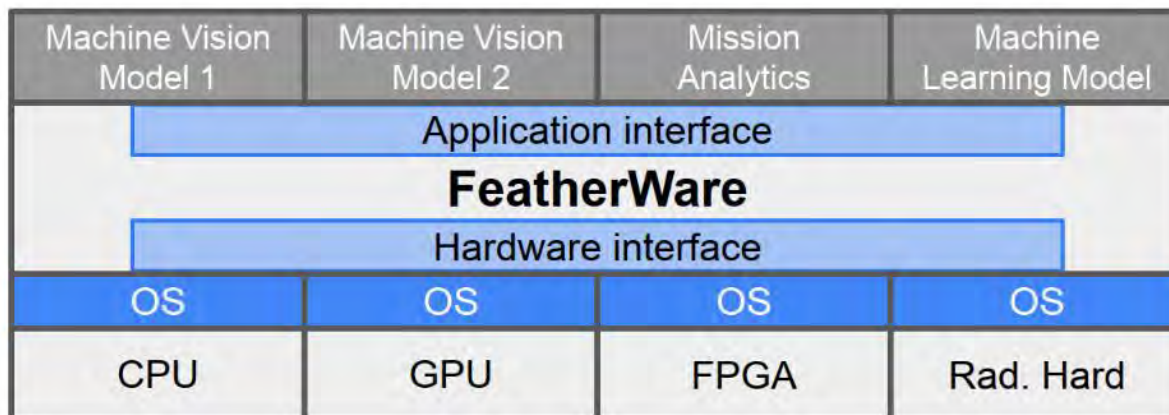 Machine Vision Model 1
Machine Vision Model 2
Mission Analytics
Machine Learning Model
Application interface
FeatherWare
Hardware interface
OS
OS
OS
OS
CPU
GPU
FPGA
Rad. Hard